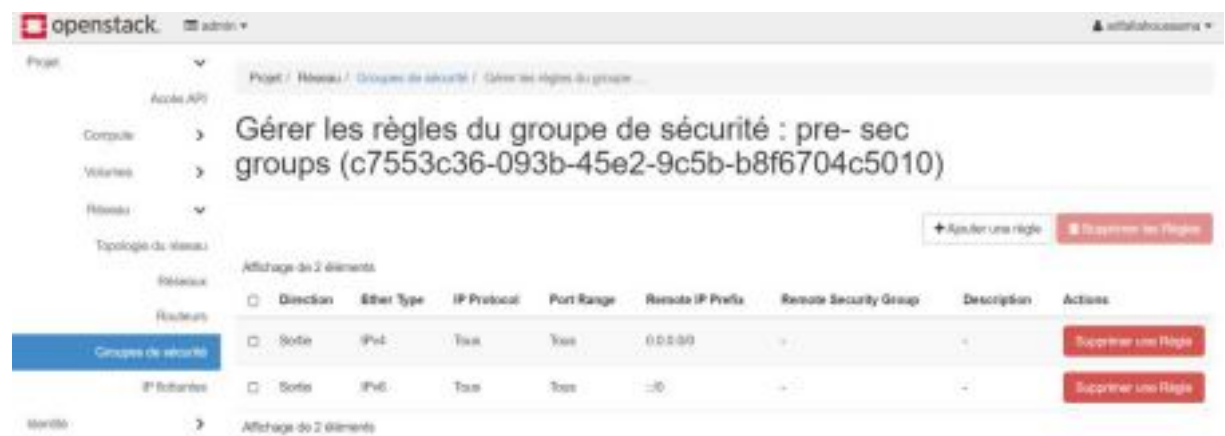 openstack. admin
Projet
Accès API
Compute
Volumes
Réseau
Topologie du réseau
Réseaux
Routeurs
Groupes de sécurité
IP flottantes
Identité
Projet / Réseau / Groupes de sécurité / Gérer les règles du groupe ...
Gérer les règles du groupe de sécurité : pre- sec
groups (c7553c36-093b-45e2-9c5b-b8f6704c5010)
+ Ajouter une règle Supprimer les Règles
Affichage de 2 éléments
Direction Ether Type IP Protocol Port Range Remote IP Prefix Remote Security Group Description Actions
Sortie IPv4 Tous Tous 0.0.0.0/0 - - Supprimer une Règle
Sortie IPv6 Tous Tous ::/0 - - Supprimer une Règle
Affichage de 2 éléments